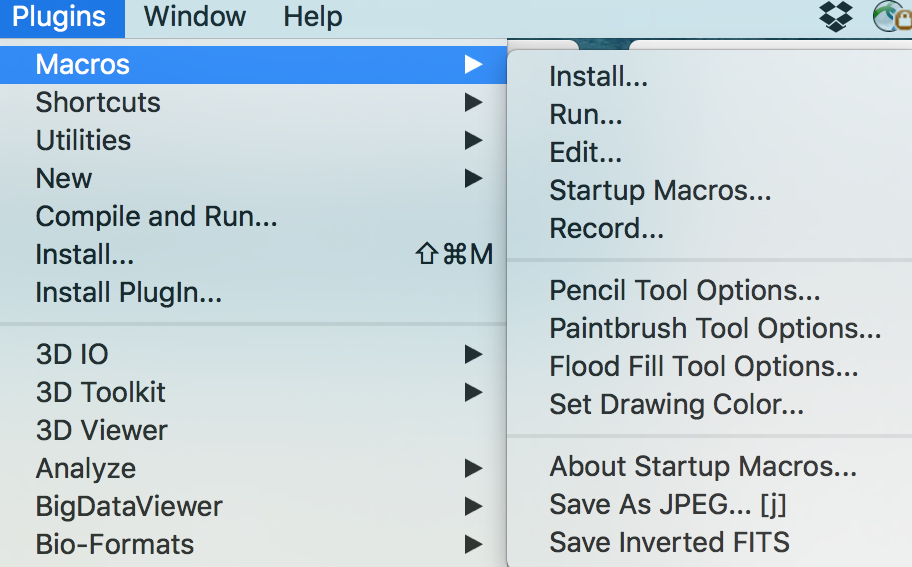 Plugins Window Help
Macros
Shortcuts
Utilities
New
Compile and Run...
Install... ⇧⌘M
Install PlugIn...
3D IO
3D Toolkit
3D Viewer
Analyze
BigDataViewer
Bio-Formats
Install...
Run...
Edit...
Startup Macros...
Record...
Pencil Tool Options...
Paintbrush Tool Options...
Flood Fill Tool Options...
Set Drawing Color...
About Startup Macros...
Save As JPEG... [j]
Save Inverted FITS